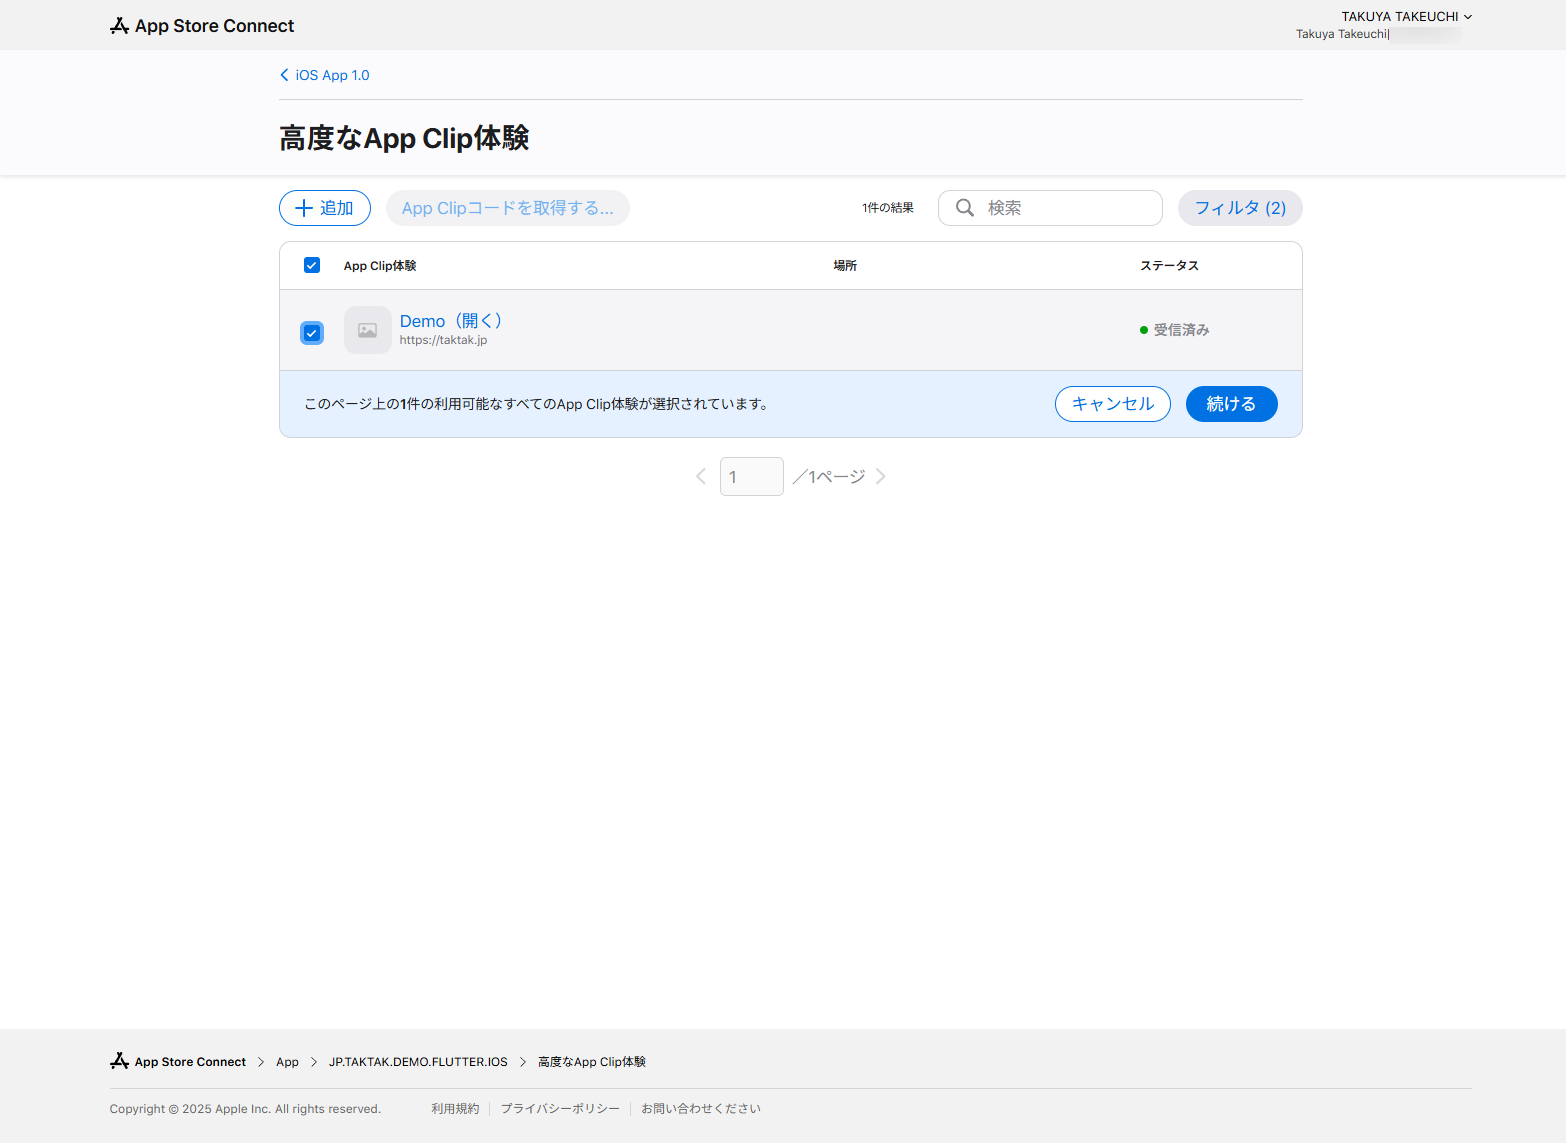 App Store Connect
TAKUYA TAKEUCHI
Takuya Takeuchi|
iOS App 1.0
高度なApp Clip体験
追加
App Clipコードを取得する...
1件の結果
検索
フィルタ (2)
App Clip体験
場所
ステータス
Demo（開く）
https://taktak.jp
受信済み
このページ上の1件の利用可能なすべてのApp Clip体験が選択されています。
キャンセル
続ける
1
／1ページ
App Store Connect
App
JP.TAKTAK.DEMO.FLUTTER.IOS
高度なApp Clip体験
Copyright © 2025 Apple Inc. All rights reserved.
利用規約
プライバシーポリシー
お問い合わせください